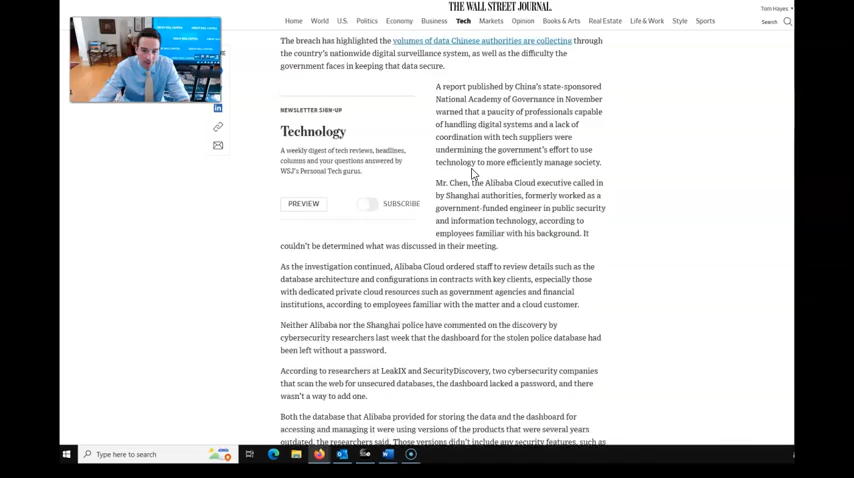 THE WALL STREET JOURNAL.
Tom Hayes
Home World U.S. Politics Economy Business Tech Markets Opinion Books & Arts Real Estate Life & Work Style Sports
Search
The breach has highlighted the volumes of data Chinese authorities are collecting through
the country's nationwide digital surveillance system, as well as the difficulty the
government faces in keeping that data secure.
NEWSLETTER SIGN-UP
Technology
A weekly digest of tech reviews, headlines,
columns and your questions answered by
WSJ's Personal Tech gurus.
PREVIEW
SUBSCRIBE
A report published by China's state-sponsored
National Academy of Governance in November
warned that a paucity of professionals capable
of handling digital systems and a lack of
coordination with tech suppliers were
undermining the government's effort to use
technology to more efficiently manage society.
Mr. Chen, the Alibaba Cloud executive called in
by Shanghai authorities, formerly worked as a
government-funded engineer in public security
and information technology, according to
employees familiar with his background. It
couldn't be determined what was discussed in their meeting.
As the investigation continued, Alibaba Cloud ordered staff to review details such as the
database architecture and configurations in contracts with key clients, especially those
with dedicated private cloud resources such as government agencies and financial
institutions, according to employees familiar with the matter and a cloud customer.
Neither Alibaba nor the Shanghai police have commented on the discovery by
cybersecurity researchers last week that the dashboard for the stolen police database had
been left without a password.
According to researchers at LeakIX and SecurityDiscovery, two cybersecurity companies
that scan the web for unsecured databases, the dashboard lacked a password, and there
wasn't a way to add one.
Both the database that Alibaba provided for storing the data and the dashboard for
accessing and managing it were using versions of the products that were several years
outdated, the researchers said. Those versions didn't include any security features, such as
Type here to search